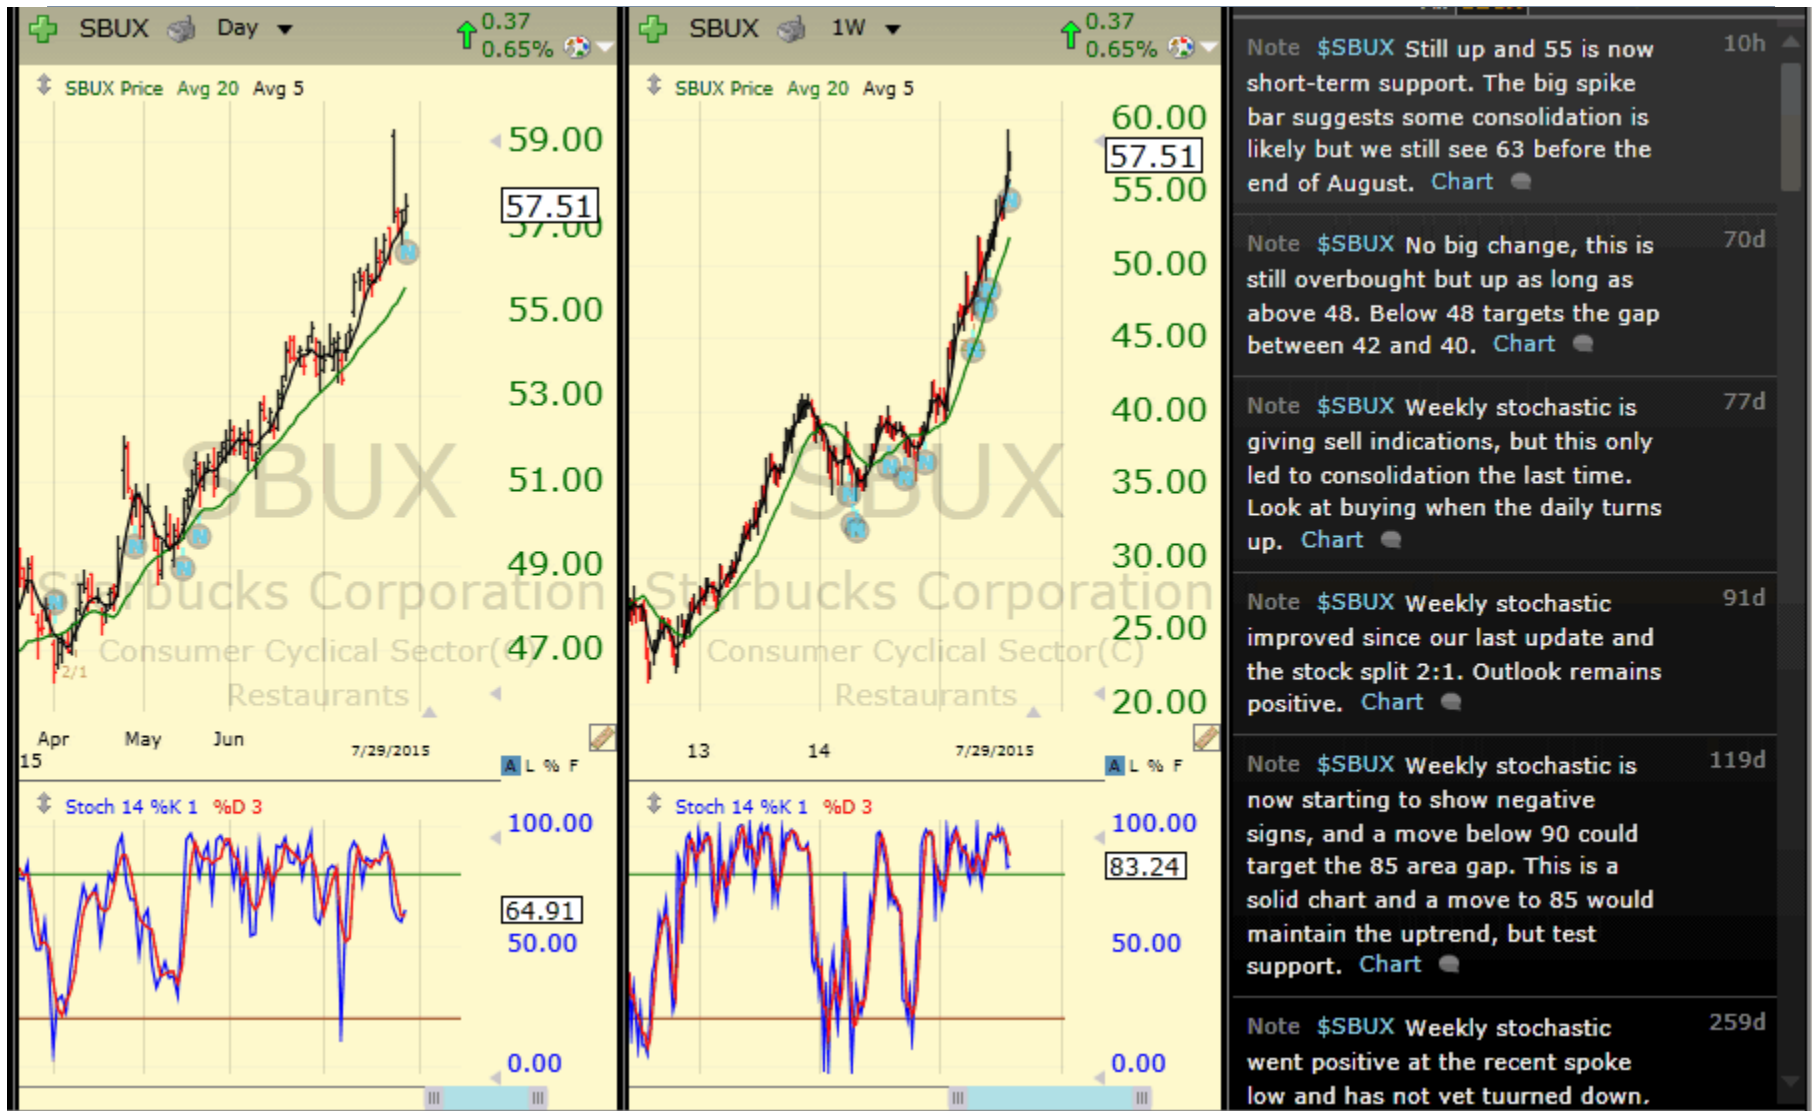 SBUX Day 0.37
0.65%
SBUX Price Avg 20 Avg 5
59.00
57.51
57.00
55.00
53.00
SBUX
51.00
49.00
Starbucks Corporation
47.00
Consumer Cyclical Sector(C)
2/1
Restaurants
Apr May Jun 7/29/2015
15
A L % F
Stoch 14 %K 1 %D 3
100.00
64.91
50.00
0.00
SBUX 1W 0.37
0.65%
SBUX Price Avg 20 Avg 5
60.00
57.51
55.00
50.00
45.00
40.00
SBUX
35.00
30.00
Starbucks Corporation
25.00
Consumer Cyclical Sector(C)
Restaurants
20.00
13 14 7/29/2015
A L % F
Stoch 14 %K 1 %D 3
100.00
83.24
50.00
0.00
Note $SBUX Still up and 55 is now 10h
short-term support. The big spike
bar suggests some consolidation is
likely but we still see 63 before the
end of August. Chart
Note $SBUX No big change, this is 70d
still overbought but up as long as
above 48. Below 48 targets the gap
between 42 and 40. Chart
Note $SBUX Weekly stochastic is 77d
giving sell indications, but this only
led to consolidation the last time.
Look at buying when the daily turns
up. Chart
Note $SBUX Weekly stochastic 91d
improved since our last update and
the stock split 2:1. Outlook remains
positive. Chart
Note $SBUX Weekly stochastic is 119d
now starting to show negative
signs, and a move below 90 could
target the 85 area gap. This is a
solid chart and a move to 85 would
maintain the uptrend, but test
support. Chart
Note $SBUX Weekly stochastic 259d
went positive at the recent spoke
low and has not yet tuurned down.